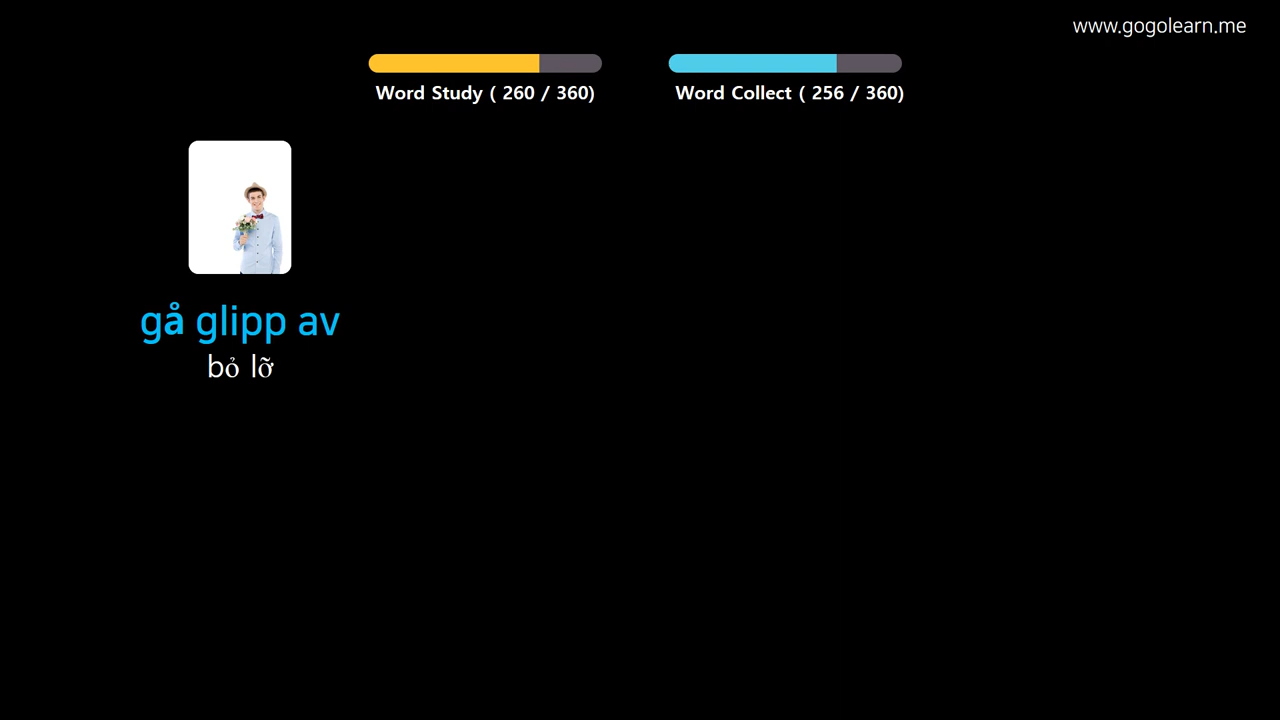 www.gogolearn.me
Word Study ( 260 / 360)
Word Collect ( 256 / 360)
gå glipp av
bỏ lỡ